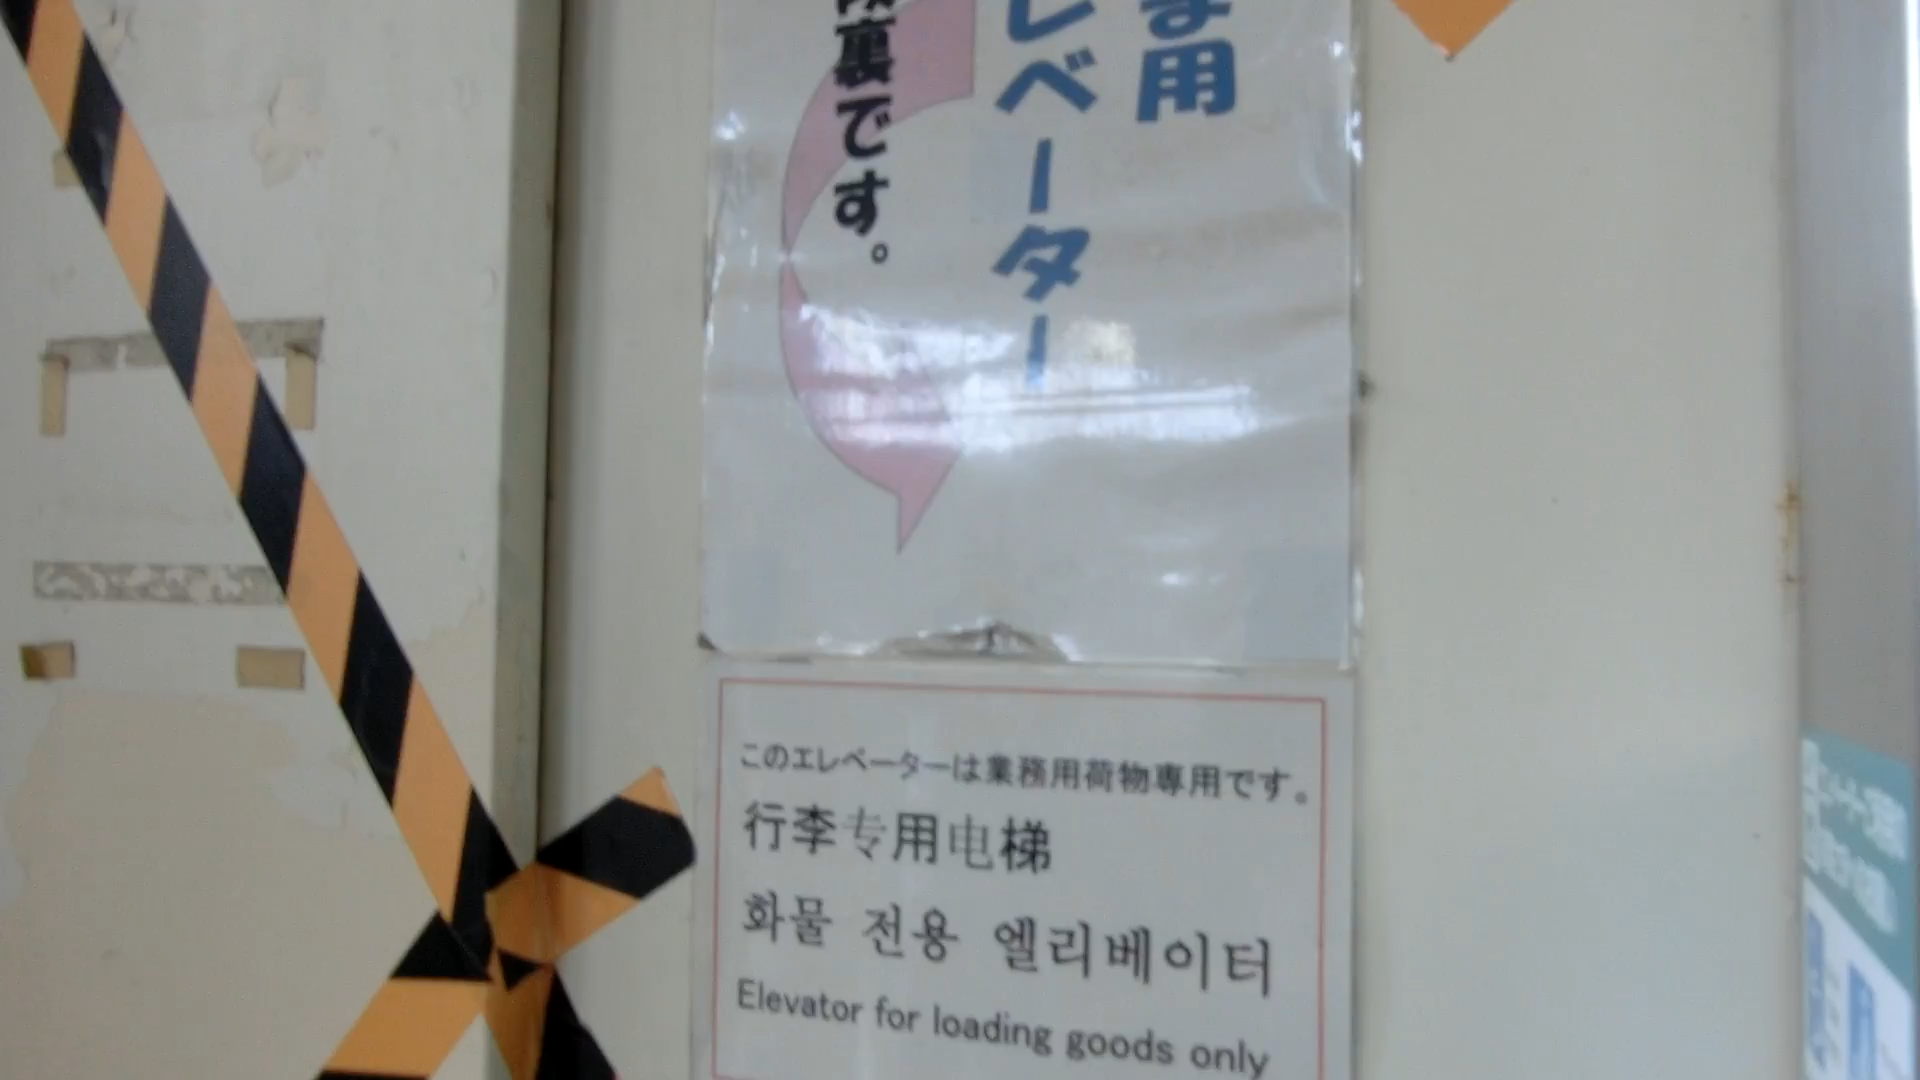 用
レベーター
裏です。
このエレベーターは業務用荷物専用です。
行李专用电梯
화물 전용 엘리베이터
Elevator for loading goods only